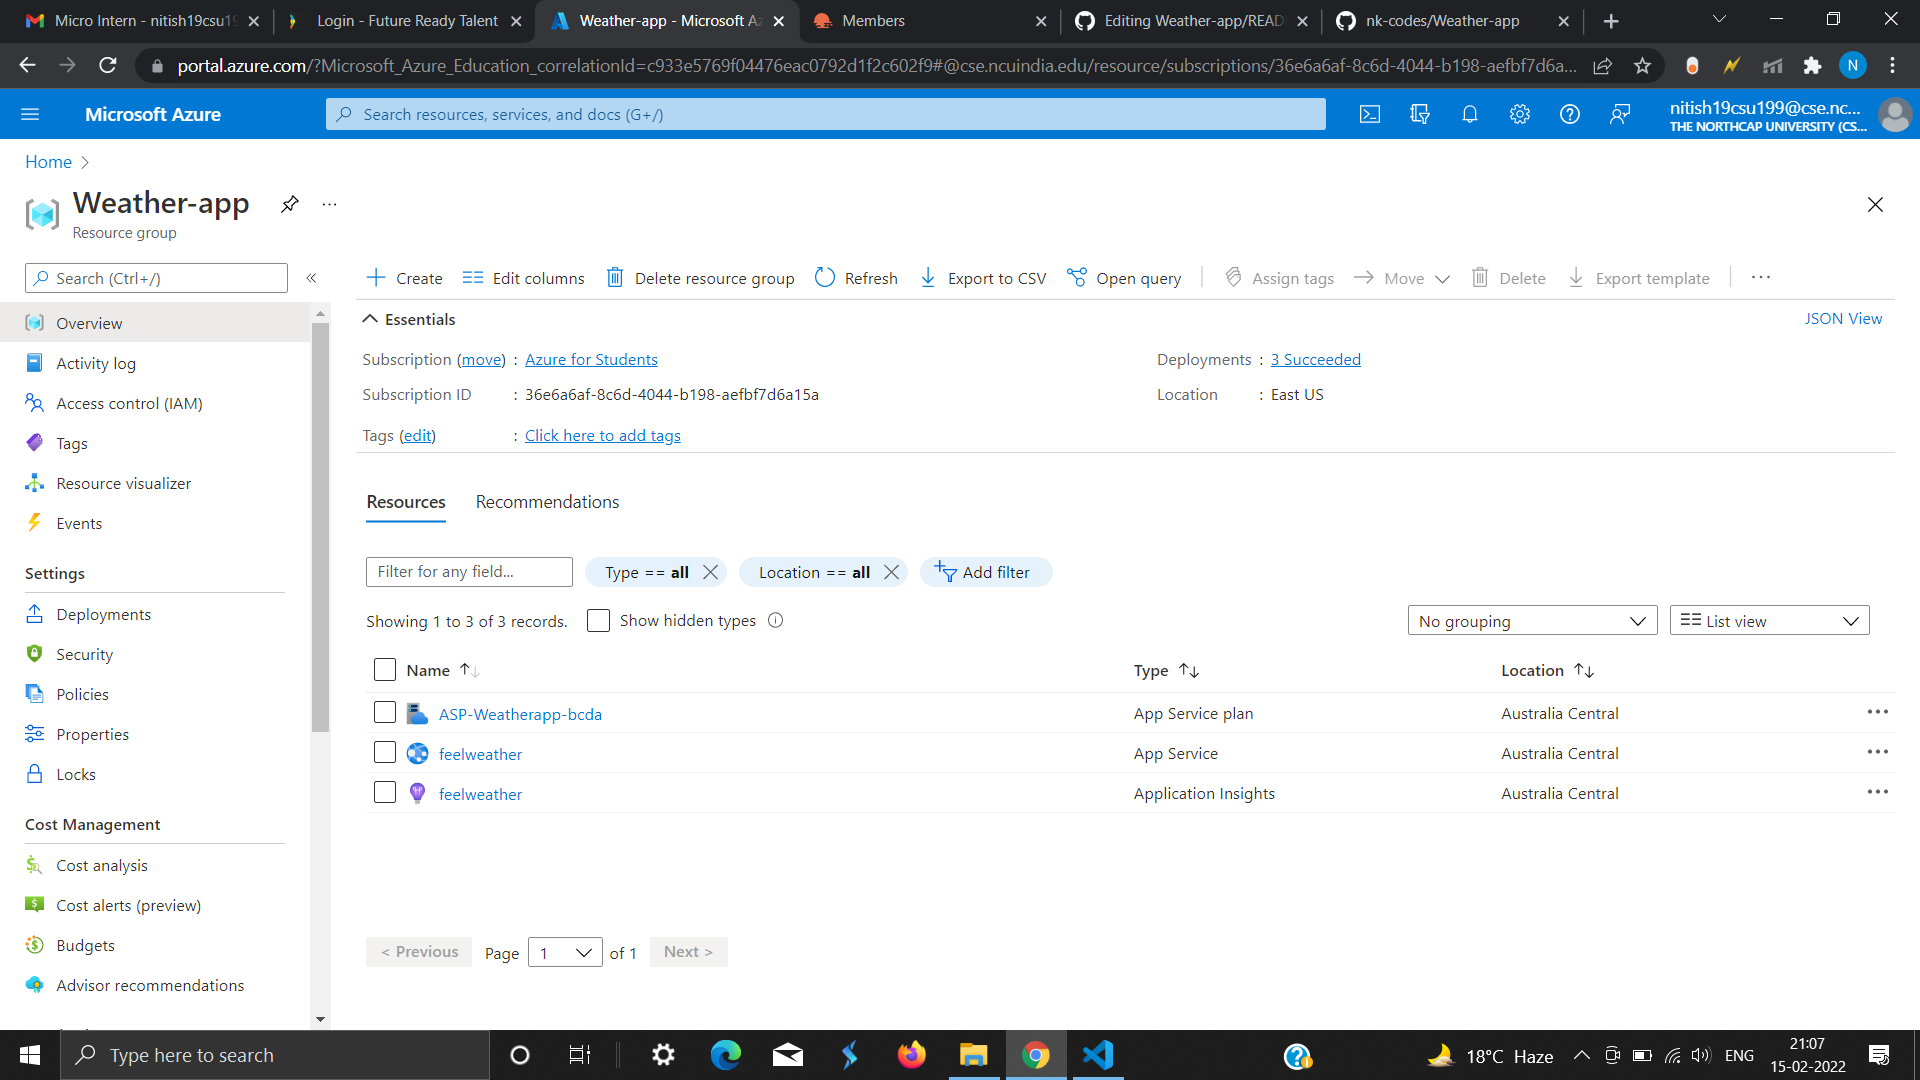 Micro Intern - nitish19csu19
Login - Future Ready Talent
Weather-app - Microsoft Az
Members
Editing Weather-app/READ
nk-codes/Weather-app
portal.azure.com/?Microsoft_Azure_Education_correlationId=c933e5769f04476eac0792d1f2c602f9#@cse.ncuindia.edu/resource/subscriptions/36e6a6af-8c6d-4044-b198-aefbf7d6a...
N
Microsoft Azure
Search resources, services, and docs (G+/)
nitish19csu199@cse.nc...
THE NORTHCAP UNIVERSITY (CS...
Home
Weather-app
Resource group
Search (Ctrl+/)
Create
Edit columns
Delete resource group
Refresh
Export to CSV
Open query
Assign tags
Move
Delete
Export template
Overview
Activity log
Access control (IAM)
Tags
Resource visualizer
Events
Settings
Deployments
Security
Policies
Properties
Locks
Cost Management
Cost analysis
Cost alerts (preview)
Budgets
Advisor recommendations
Essentials
JSON View
Subscription (move) : Azure for Students
Deployments : 3 Succeeded
Subscription ID : 36e6a6af-8c6d-4044-b198-aefbf7d6a15a
Location : East US
Tags (edit) : Click here to add tags
Resources
Recommendations
Filter for any field...
Type == all
Location == all
Add filter
Showing 1 to 3 of 3 records.
Show hidden types
No grouping
List view
Name
Type
Location
ASP-Weatherapp-bcda
App Service plan
Australia Central
feelweather
App Service
Australia Central
feelweather
Application Insights
Australia Central
< Previous
Page 1 of 1
Next >
Type here to search
18°C Haze
ENG
21:07
15-02-2022